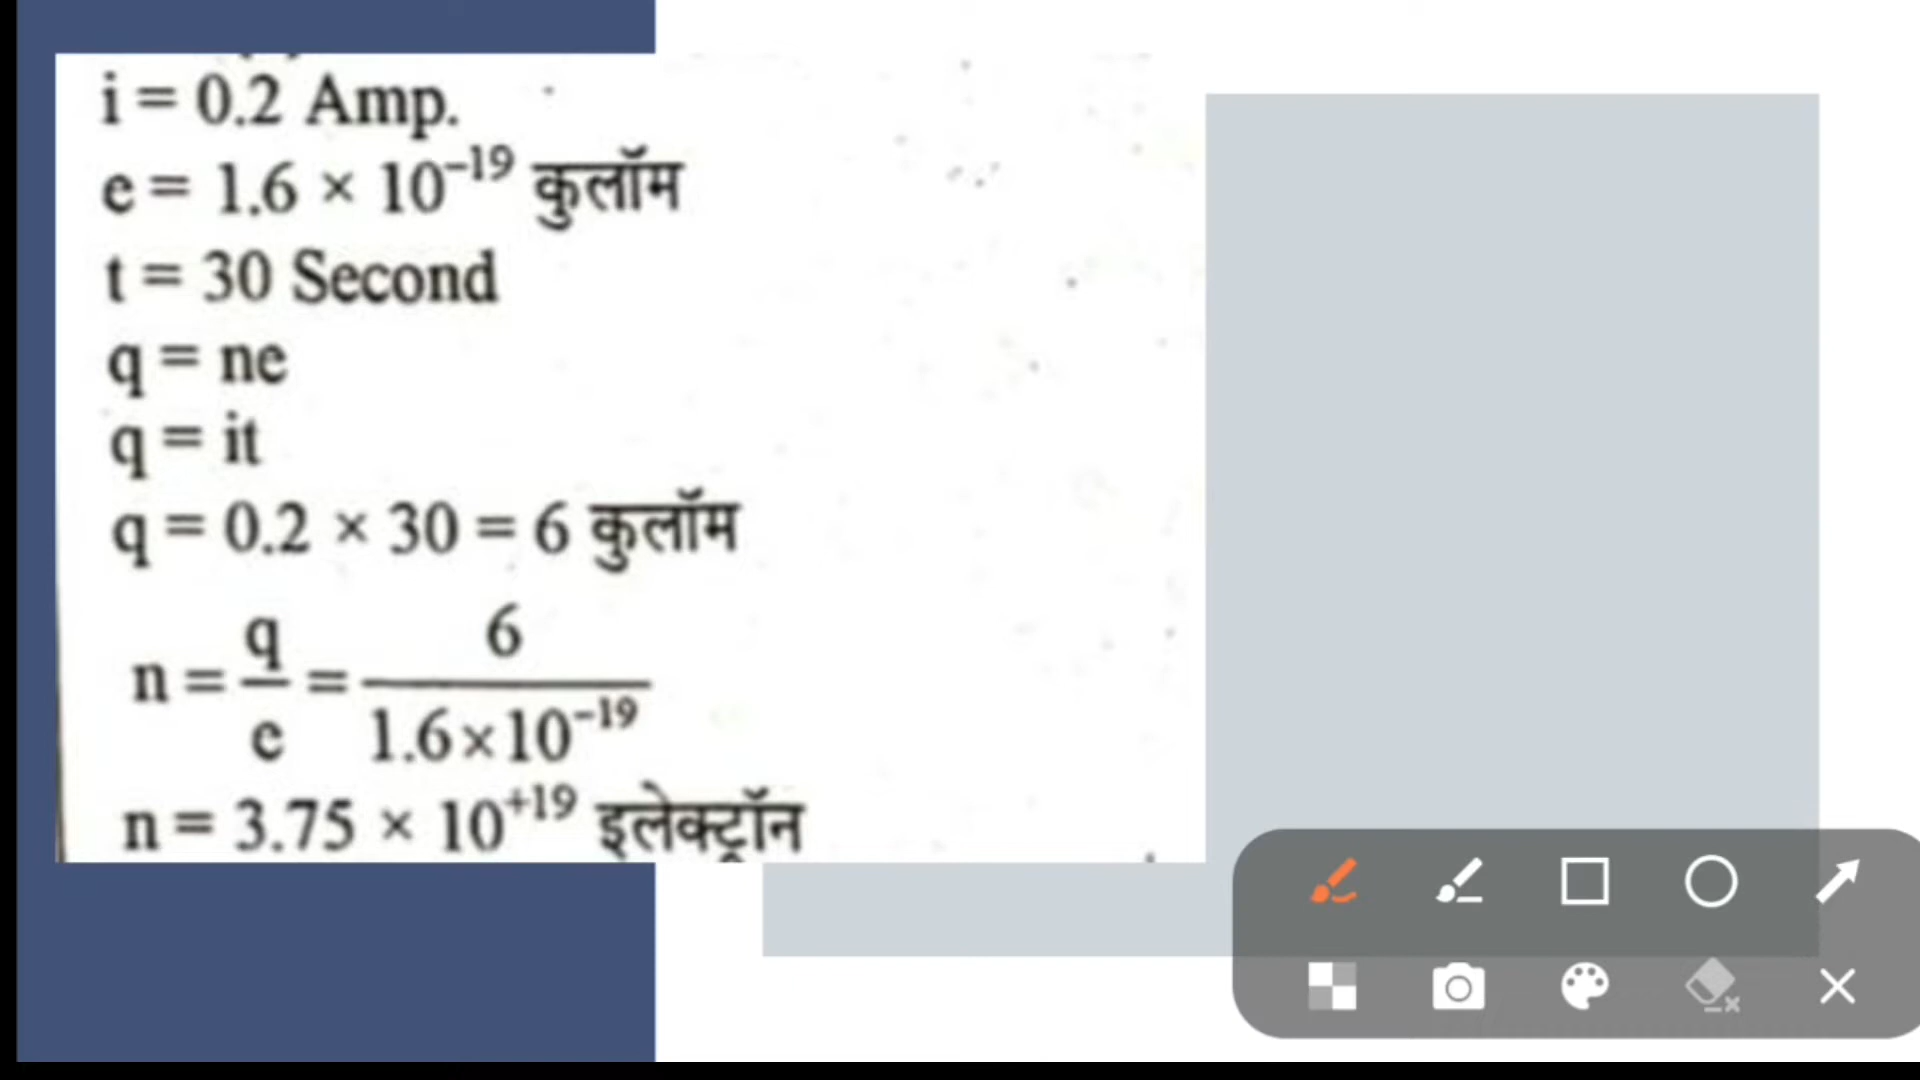 i = 0.2 Amp.
e = 1.6 × 10⁻¹⁹ कुलॉम
t = 30 Second
q = ne
q = it
q = 0.2 × 30 = 6 कुलॉम
n = q/e = 6/1.6×10⁻¹⁹
n = 3.75 × 10⁺¹⁹ इलेक्ट्रॉन